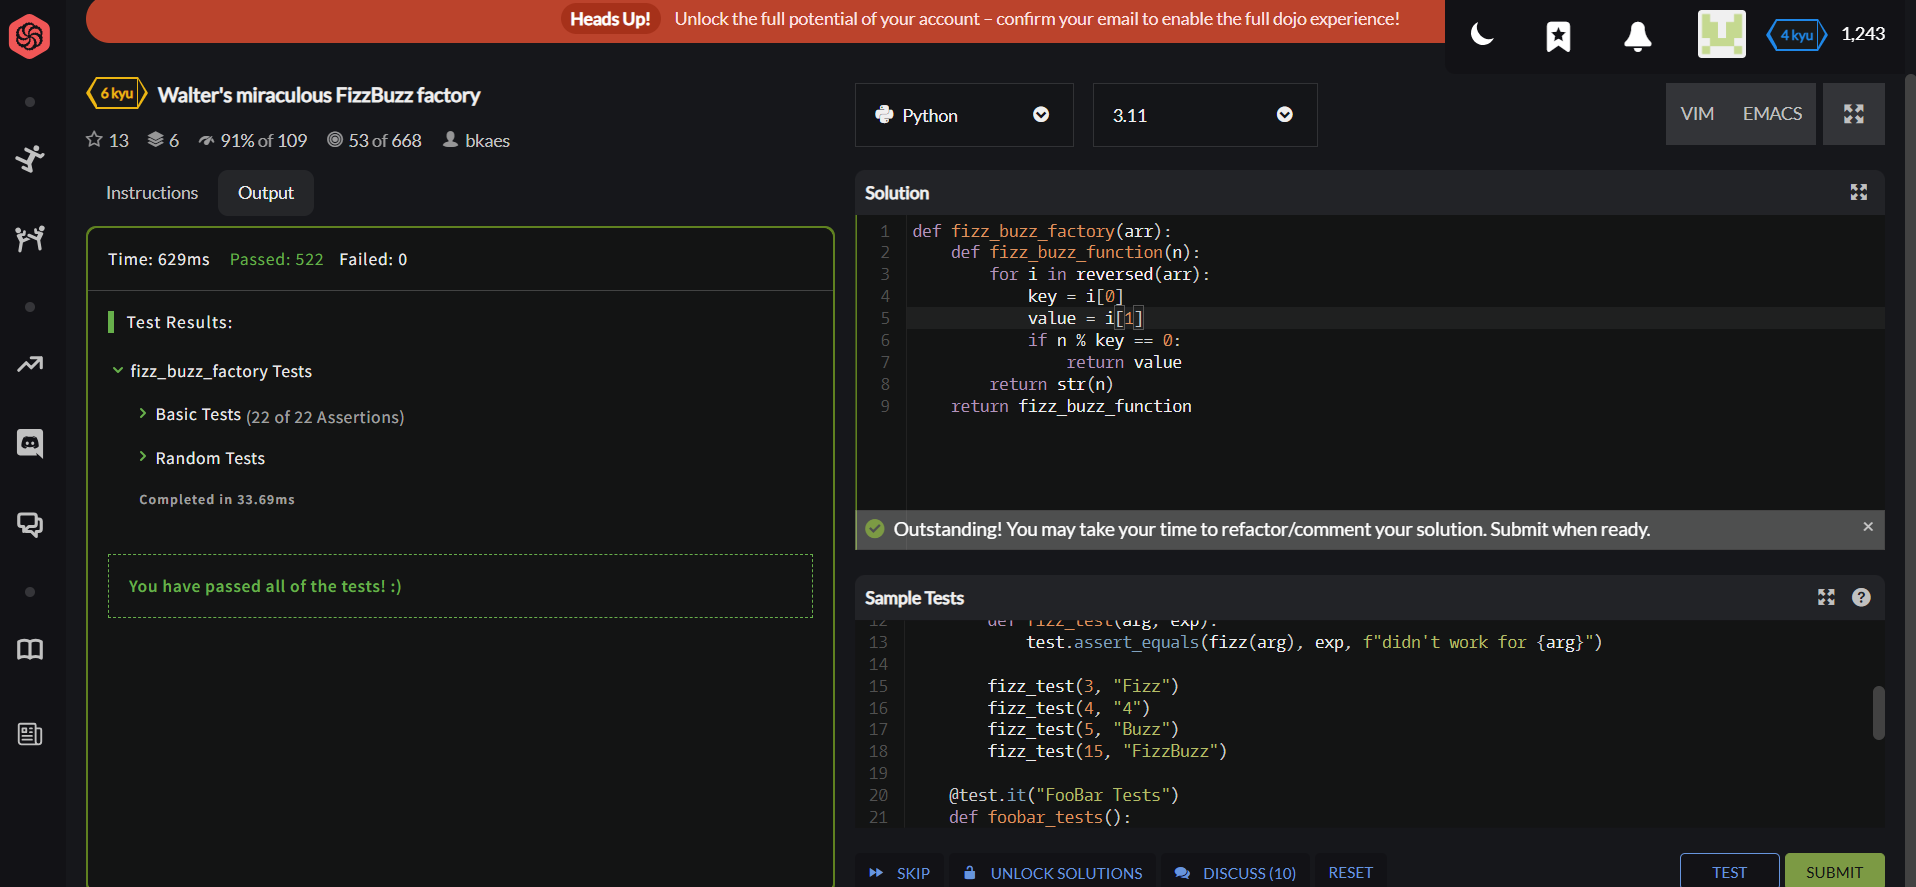 Heads Up! Unlock the full potential of your account – confirm your email to enable the full dojo experience!
4 kyu 1,243
6 kyu Walter's miraculous FizzBuzz factory
13 6 91% of 109 53 of 668 bkaes
Instructions Output
Time: 629ms Passed: 522 Failed: 0
Test Results:
fizz_buzz_factory Tests
Basic Tests (22 of 22 Assertions)
Random Tests
Completed in 33.69ms
You have passed all of the tests! :)
Python 3.11 VIM EMACS
Solution
1 def fizz_buzz_factory(arr):
2 def fizz_buzz_function(n):
3 for i in reversed(arr):
4 key = i[0]
5 value = i[1]
6 if n % key == 0:
7 return value
8 return str(n)
9 return fizz_buzz_function
Outstanding! You may take your time to refactor/comment your solution. Submit when ready.
Sample Tests
12 def fizz_test(arg, exp):
13 test.assert_equals(fizz(arg), exp, f"didn't work for {arg}")
14
15 fizz_test(3, "Fizz")
16 fizz_test(4, "4")
17 fizz_test(5, "Buzz")
18 fizz_test(15, "FizzBuzz")
19
20 @test.it("FooBar Tests")
21 def foobar_tests():
SKIP UNLOCK SOLUTIONS DISCUSS (10) RESET TEST SUBMIT